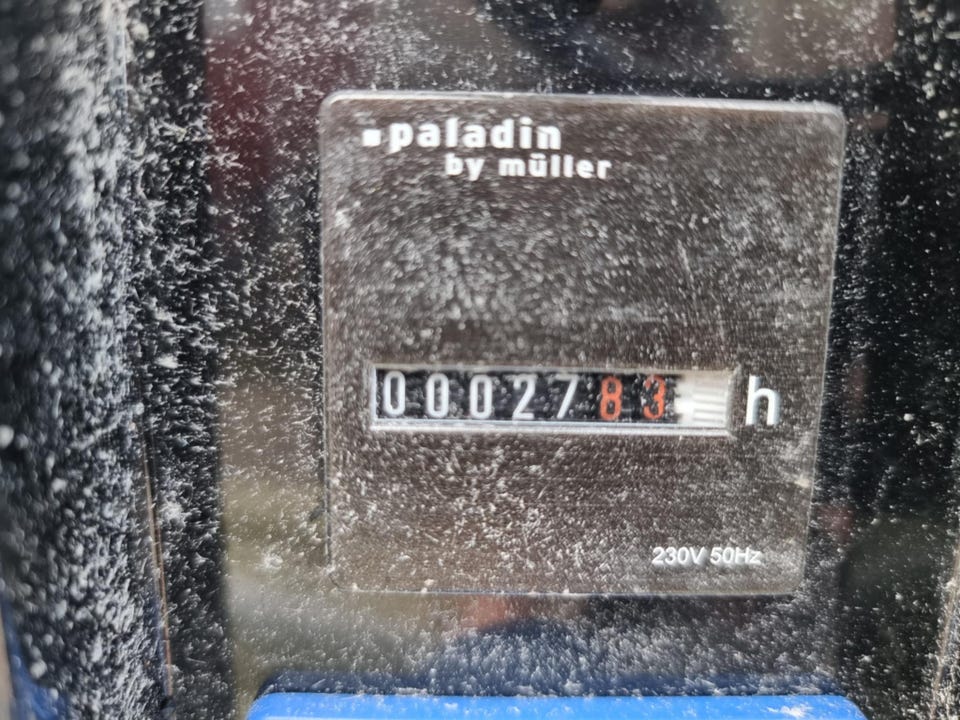 paladin
by müller
0002783 h
230V 50Hz